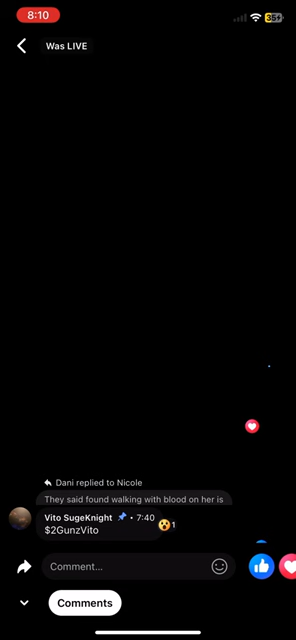 8:10
35
Was LIVE
Dani replied to Nicole
They said found walking with blood on her is
Vito SugeKnight • 7:40
$2GunzVito
1
Comment...
Comments